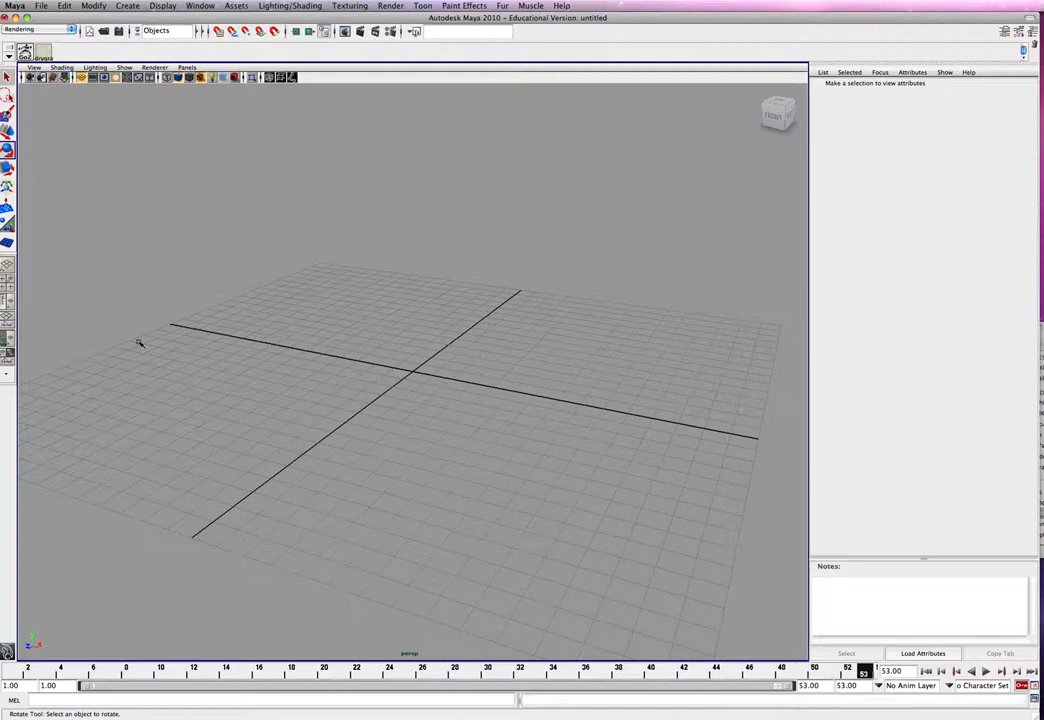 Maya File Edit Modify Create Display Window Assets Lighting/Shading Texturing Render Toon Paint Effects Fur Muscle Help
Autodesk Maya 2010 - Educational Version: untitled
Rendering Objects
View Shading Lighting Show Renderer Panels
List Selected Focus Attributes Show Help
Make a selection to view attributes
FRONT
Notes:
persp
Select Load Attributes Copy Tab
2 4 6 8 10 12 14 16 18 20 22 24 26 28 30 32 34 36 38 40 42 44 46 48 50 52 53 53.00
1.00 1.00 53.00 53.00 No Anim Layer o Character Set
MEL
Rotate Tool: Select an object to rotate.